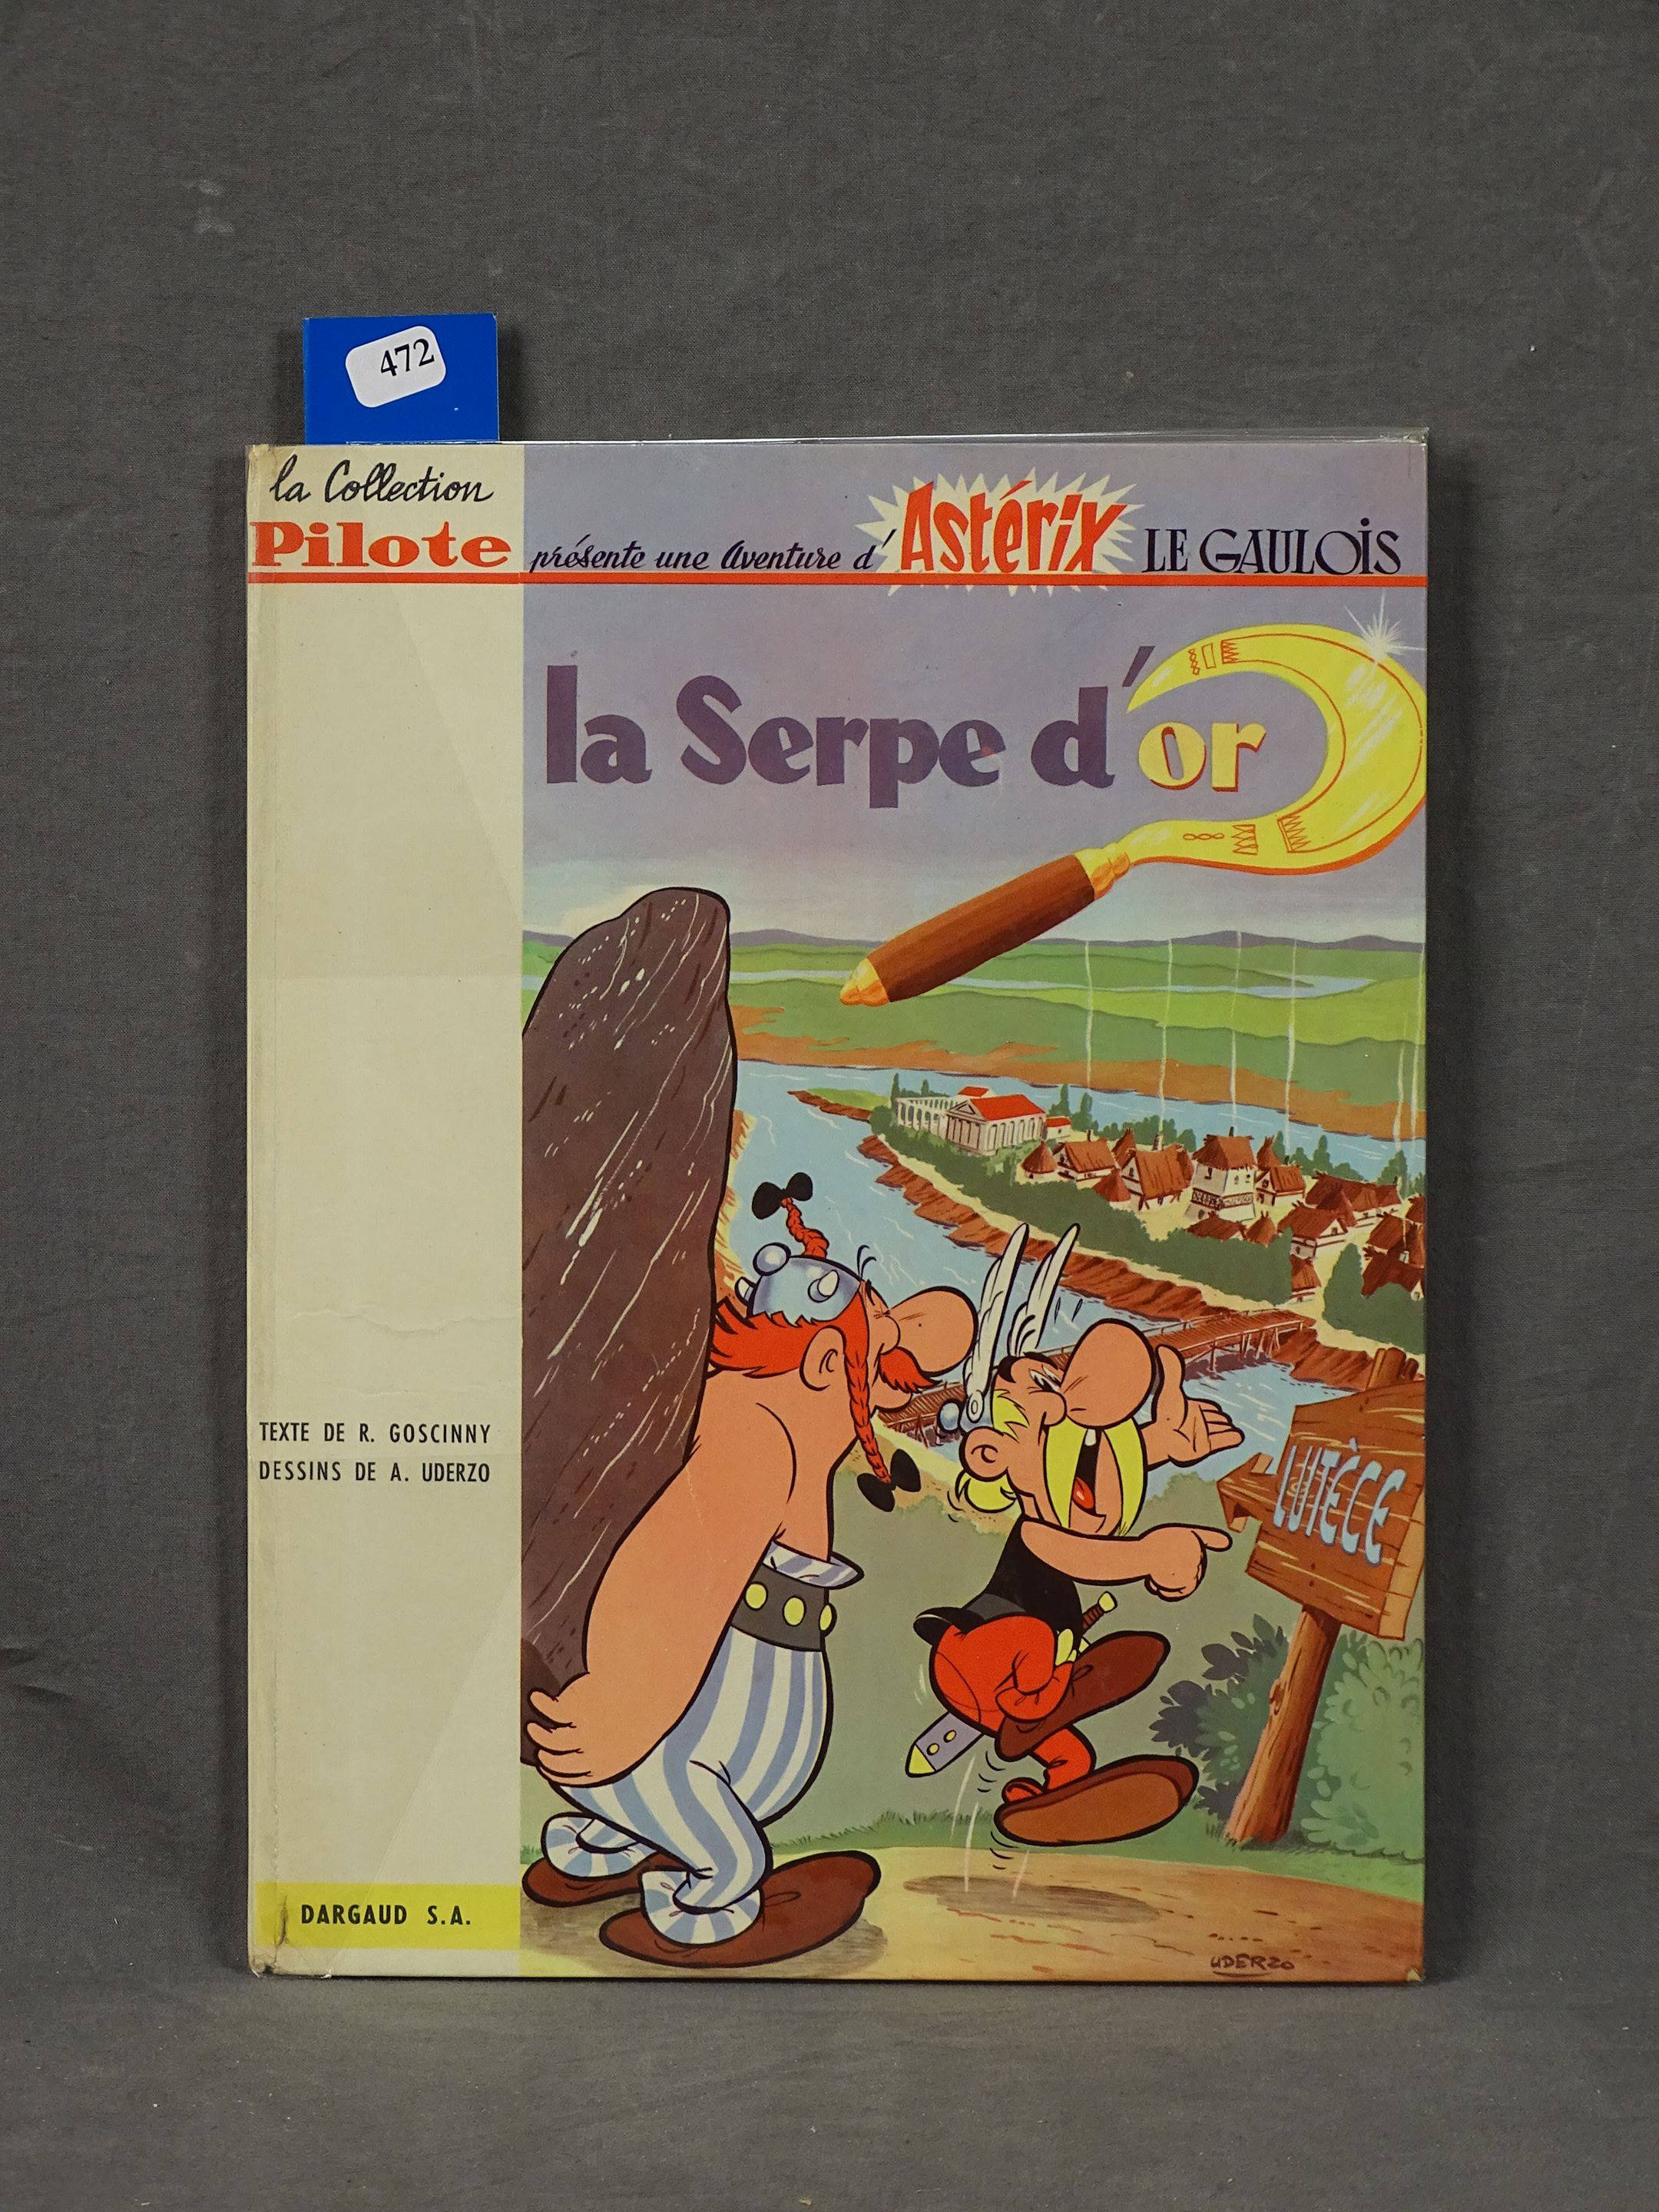 472
la Collection
Pilote présente une Aventure d'Astérix LE GAULOIS
la Serpe d'or
LUTÈCE
TEXTE DE R. GOSCINNY
DESSINS DE A. UDERZO
DARGAUD S.A.
UDERZO